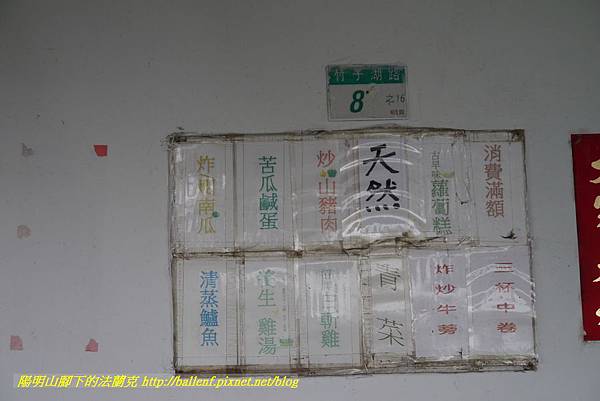 竹子湖路
8 之16
消費滿額
古早味蘿蔔糕
天然
炒山豬肉
苦瓜鹹蛋
炸 南瓜
三杯中卷
炸炒牛蒡
青菜
白斬雞
生 雞湯
清蒸鱸魚
陽明山腳下的法蘭克 http://ballenf.pixnet.net/blog